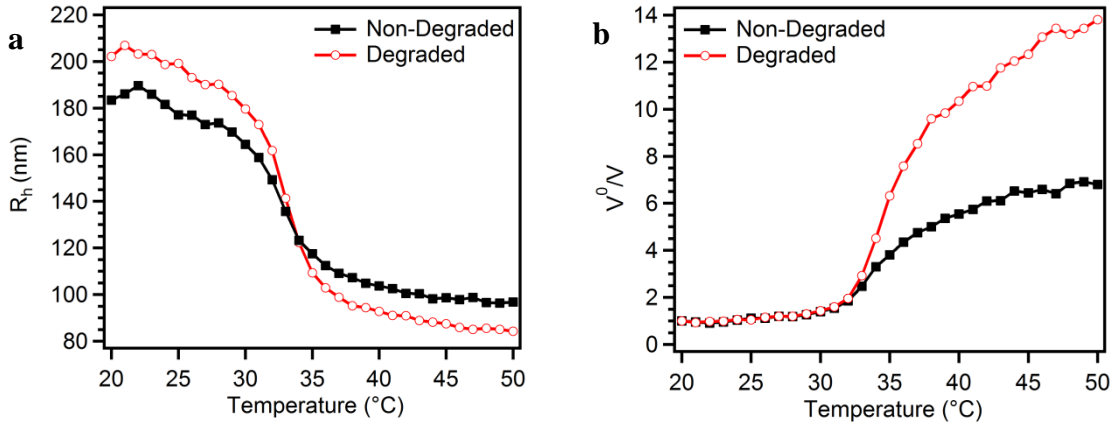 a
Non-Degraded
Degraded
220
200
180
160
140
120
100
80
R_h (nm)
20 25 30 35 40 45 50
Temperature (°C)
b
Non-Degraded
Degraded
14
12
10
8
6
4
2
0
V^0/V
20 25 30 35 40 45 50
Temperature (°C)